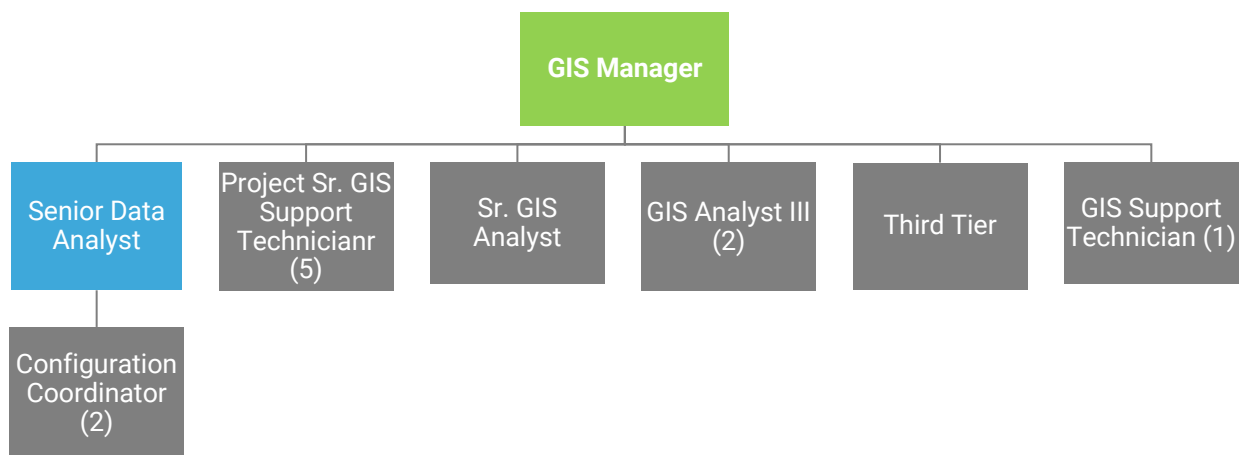 GIS Manager
Senior Data
Analyst
Project Sr. GIS
Support
Technicianr
(5)
Sr. GIS
Analyst
GIS Analyst III
(2)
Third Tier
GIS Support
Technician (1)
Configuration
Coordinator
(2)